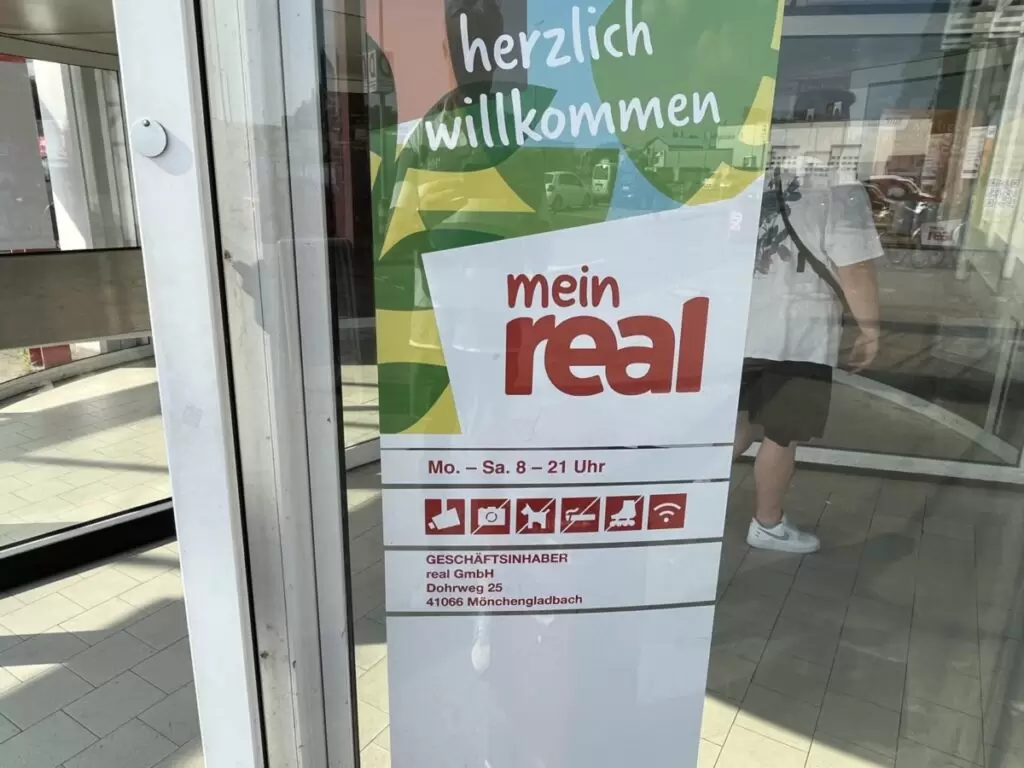 herzlich
willkommen
mein
real
Mo. – Sa. 8 – 21 Uhr
GESCHÄFTSINHABER
real GmbH
Dohrweg 25
41066 Mönchengladbach